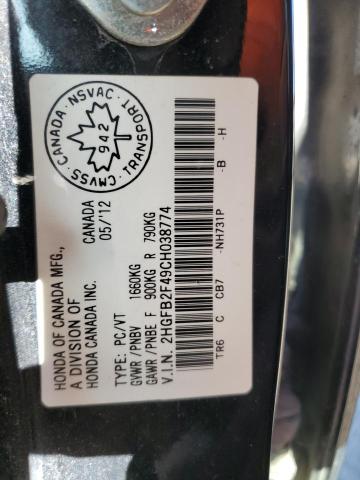 HONDA OF CANADA MFG., CANADA
A DIVISION OF 05/12
HONDA CANADA INC.
TYPE: PC/VT
GVWR/PNBV 1660KG
GAWR/PNBE F 900KG R 790KG
V.I.N. 2HGFB2F49CH038774
TR6 C CB7 -NH731P -B -H
CANADA · NSVAC · TRANSPORT · CMVSS ·
942